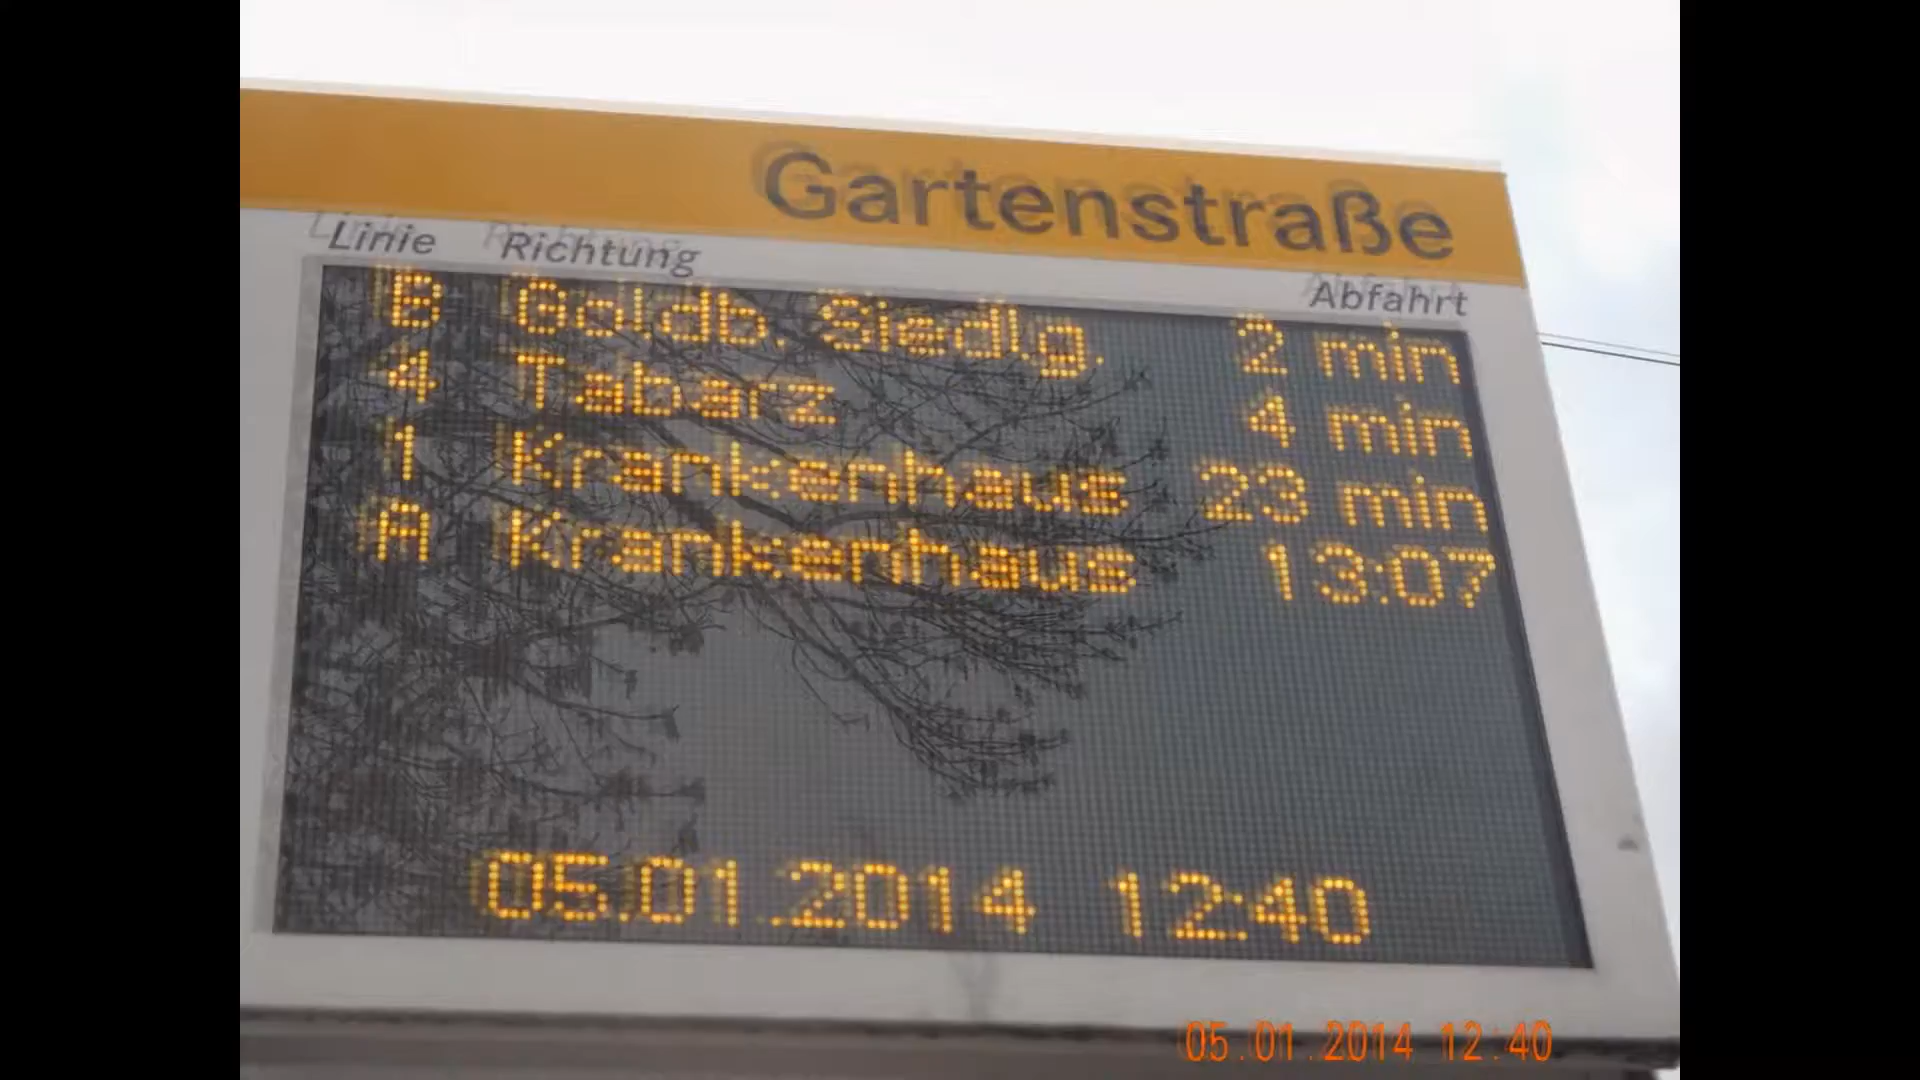 Gartenstraße
Linie Richtung Abfahrt
B Goldb. Siedlg. 2 min
4 Tabarz 4 min
1 Krankenhaus 23 min
A Krankenhaus 13:07
05.01.2014 12:40
05.01.2014 12:40